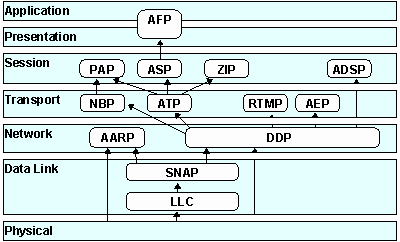 Application
AFP
Presentation
Session
PAP ASP ZIP ADSP
Transport
NBP ATP RTMP AEP
Network
AARP DDP
Data Link
SNAP
LLC
Physical